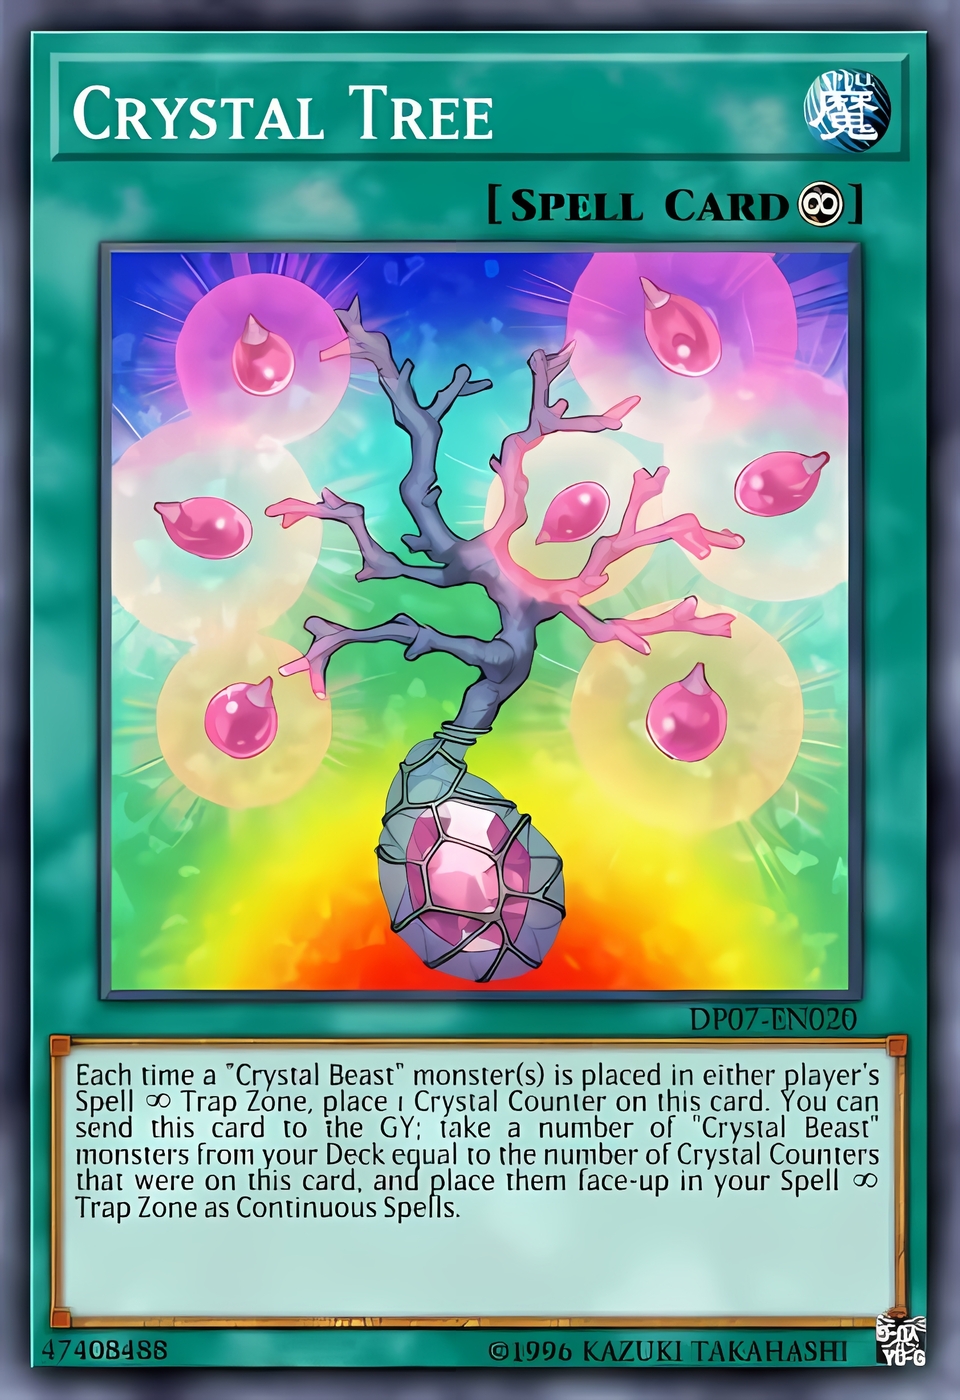 CRYSTAL TREE
魔
[SPELL CARD∞]
DP07-EN020
Each time a "Crystal Beast" monster(s) is placed in either player's
Spell ∞ Trap Zone, place 1 Crystal Counter on this card. You can
send this card to the GY; take a number of "Crystal Beast"
monsters from your Deck equal to the number of Crystal Counters
that were on this card, and place them face-up in your Spell ∞
Trap Zone as Continuous Spells.
47408488
©1996 KAZUKI TAKAHASHI